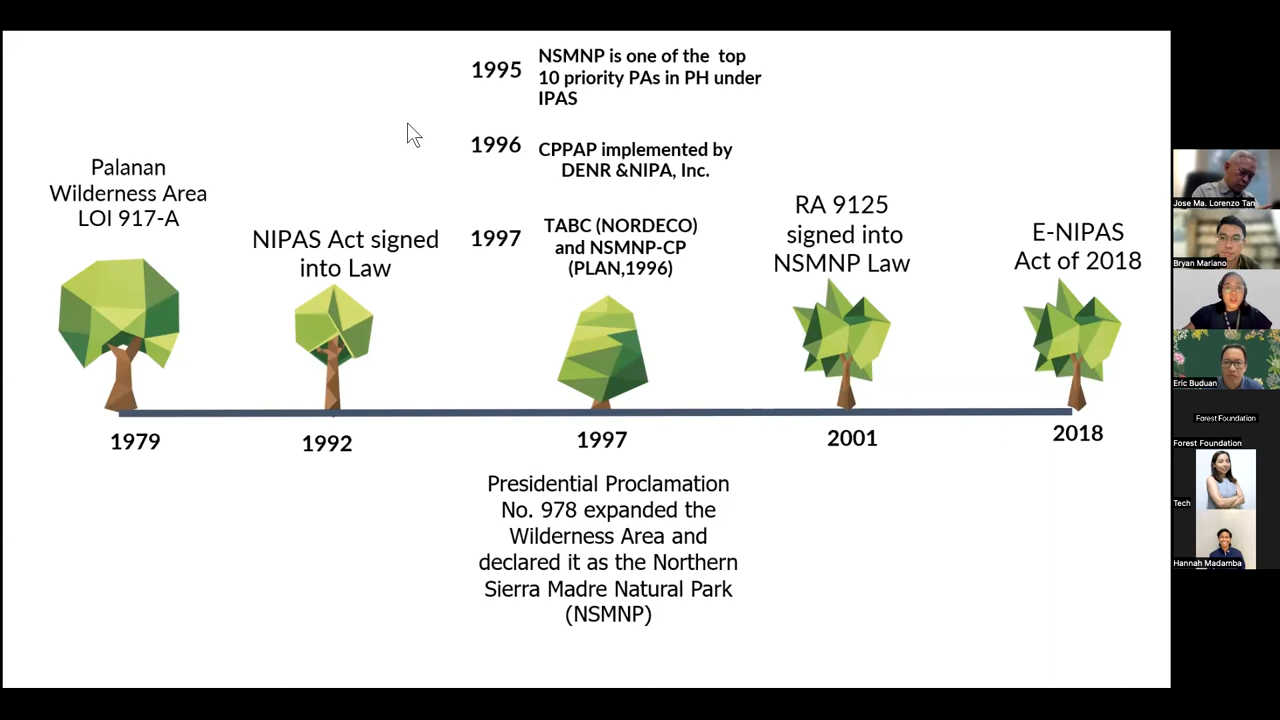 1995
NSMNP is one of the top
10 priority PAs in PH under
IPAS
1996
CPPAP implemented by
DENR &NIPA, Inc.
Palanan
Wilderness Area
LOI 917-A
NIPAS Act signed
into Law
1997
TABC (NORDECO)
and NSMNP-CP
(PLAN,1996)
RA 9125
signed into
NSMNP Law
E-NIPAS
Act of 2018
1979
1992
1997
2001
2018
Presidential Proclamation
No. 978 expanded the
Wilderness Area and
declared it as the Northern
Sierra Madre Natural Park
(NSMNP)
Jose Ma. Lorenzo Tan
Bryan Mariano
Eric Buduan
Forest Foundation
Forest Foundation
Tech
Hannah Madamba